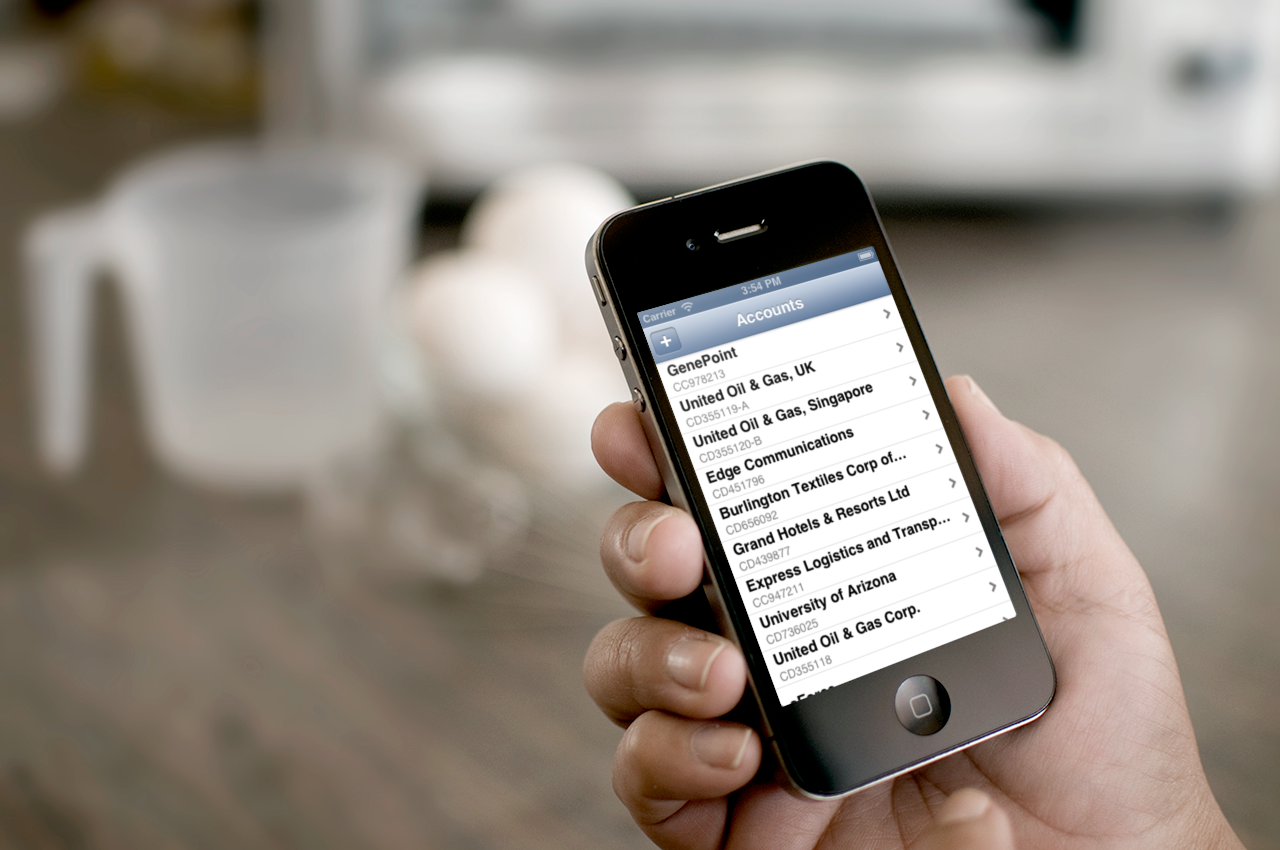 Carrier 3:54 PM
+ Accounts
GenePoint
CC978213
United Oil & Gas, UK
CD355119-A
United Oil & Gas, Singapore
CD355120-B
Edge Communications
CD451796
Burlington Textiles Corp of...
CD656092
Grand Hotels & Resorts Ltd
CD439877
Express Logistics and Transp...
CC947211
University of Arizona
CD736025
United Oil & Gas Corp.
CD355118